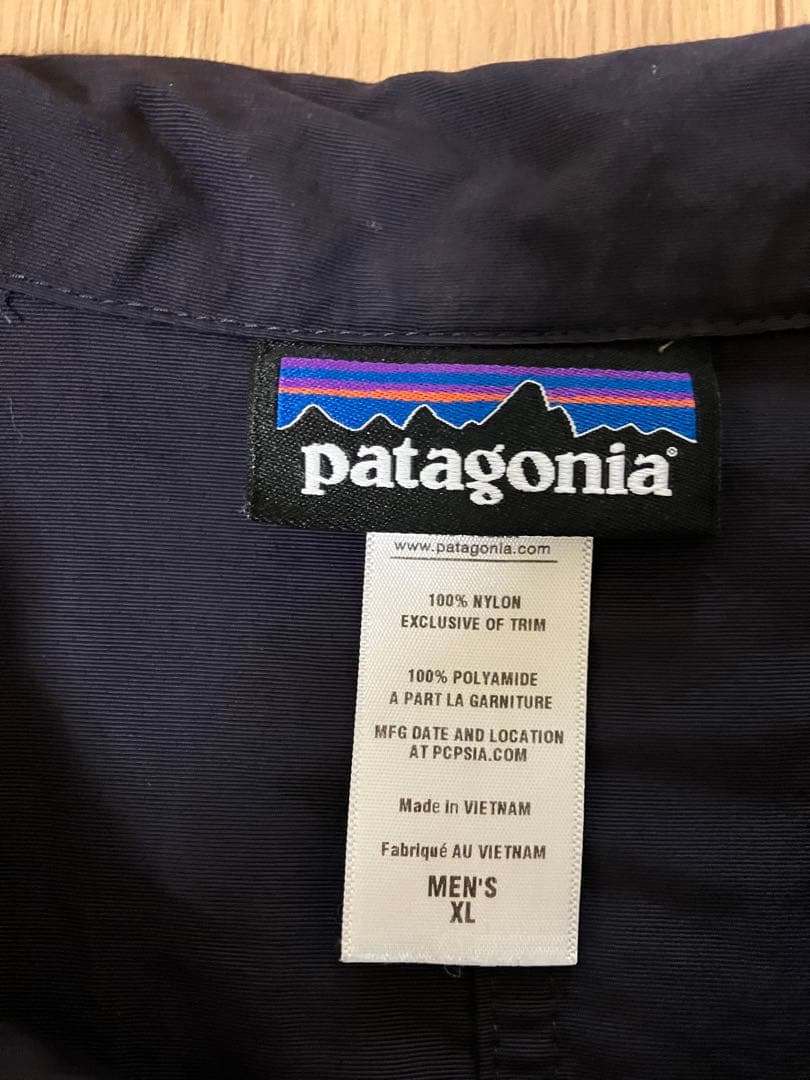 patagonia®
www.patagonia.com
100% NYLON
EXCLUSIVE OF TRIM
100% POLYAMIDE
A PART LA GARNITURE
MFG DATE AND LOCATION
AT PCPSIA.COM
Made in VIETNAM
Fabriqué AU VIETNAM
MEN'S
XL